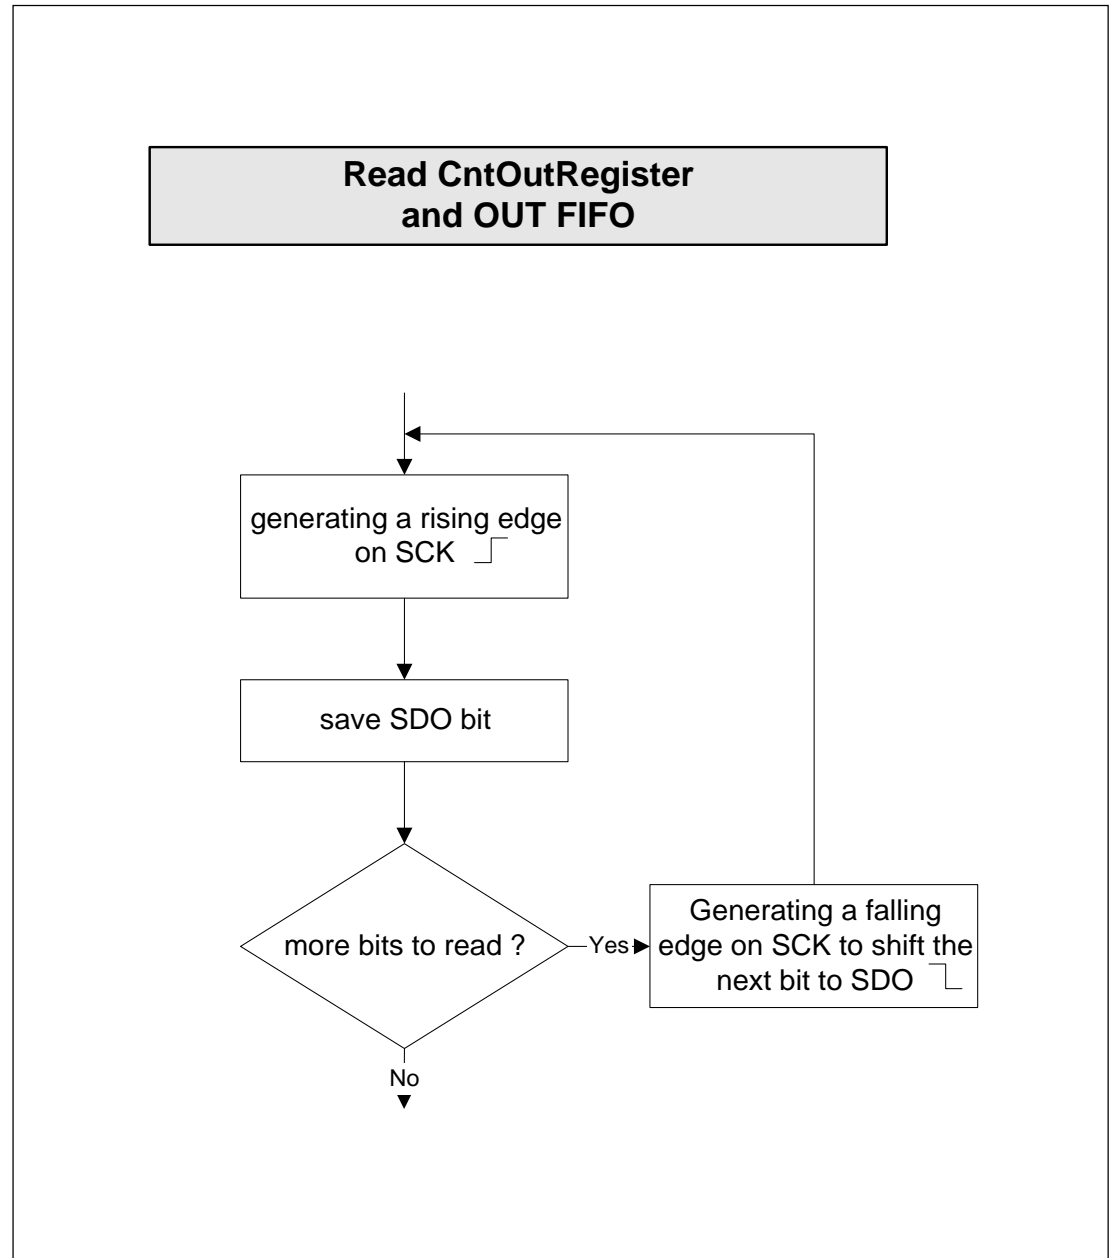 Read CntOutRegister
and OUT FIFO
generating a rising edge
on SCK
save SDO bit
more bits to read ?
Yes
Generating a falling
edge on SCK to shift the
next bit to SDO
No